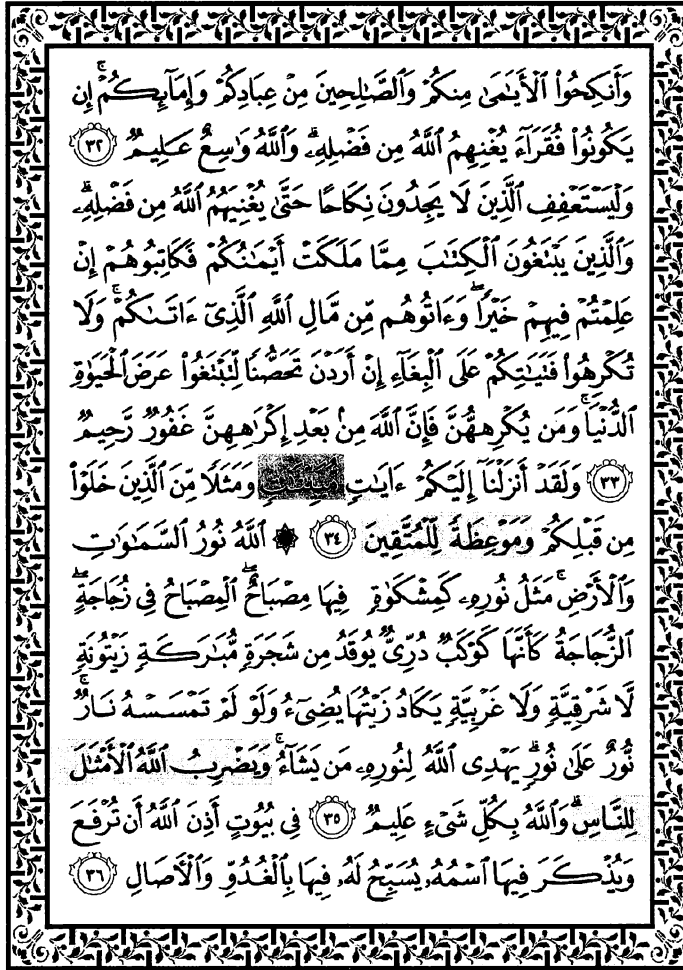 وَأَنكِحُوا۟ ٱلْأَيَـٰمَىٰ مِنكُمْ وَٱلصَّـٰلِحِينَ مِنْ عِبَادِكُمْ وَإِمَآئِكُمْ ۚ إِن
يَكُونُوا۟ فُقَرَآءَ يُغْنِهِمُ ٱللَّهُ مِن فَضْلِهِۦ ۗ وَٱللَّهُ وَٰسِعٌ عَلِيمٌ ٣٢
وَلْيَسْتَعْفِفِ ٱلَّذِينَ لَا يَجِدُونَ نِكَاحًا حَتَّىٰ يُغْنِيَهُمُ ٱللَّهُ مِن فَضْلِهِۦ ۗ
وَٱلَّذِينَ يَبْتَغُونَ ٱلْكِتَـٰبَ مِمَّا مَلَكَتْ أَيْمَـٰنُكُمْ فَكَاتِبُوهُمْ إِنْ
عَلِمْتُمْ فِيهِمْ خَيْرًا ۖ وَءَاتُوهُم مِّن مَّالِ ٱللَّهِ ٱلَّذِىٓ ءَاتَىٰكُمْ ۚ وَلَا
تُكْرِهُوا۟ فَتَيَـٰتِكُمْ عَلَى ٱلْبِغَآءِ إِنْ أَرَدْنَ تَحَصُّنًا لِّتَبْتَغُوا۟ عَرَضَ ٱلْحَيَوٰةِ
ٱلدُّنْيَا ۚ وَمَن يُكْرِههُّنَّ فَإِنَّ ٱللَّهَ مِنۢ بَعْدِ إِكْرَٰهِهِنَّ غَفُورٌ رَّحِيمٌ
٣٣ وَلَقَدْ أَنزَلْنَآ إِلَيْكُمْ ءَايَـٰتٍ مُّبَيِّنَـٰتٍ وَمَثَلًا مِّنَ ٱلَّذِينَ خَلَوْا۟
مِن قَبْلِكُمْ وَمَوْعِظَةً لِّلْمُتَّقِينَ ٣٤ ۞ ٱللَّهُ نُورُ ٱلسَّمَـٰوَٰتِ
وَٱلْأَرْضِ ۚ مَثَلُ نُورِهِۦ كَمِشْكَوٰةٍ فِيهَا مِصْبَاحٌ ۖ ٱلْمِصْبَاحُ فِى زُجَاجَةٍ ۖ
ٱلزُّجَاجَةُ كَأَنَّهَا كَوْكَبٌ دُرِّىٌّ يُوقَدُ مِن شَجَرَةٍ مُّبَـٰرَكَةٍ زَيْتُونَةٍ
لَّا شَرْقِيَّةٍ وَلَا غَرْبِيَّةٍ يَكَادُ زَيْتُهَا يُضِىٓءُ وَلَوْ لَمْ تَمْسَسْهُ نَارٌ ۚ
نُّورٌ عَلَىٰ نُورٍ ۗ يَهْدِى ٱللَّهُ لِنُورِهِۦ مَن يَشَآءُ ۚ وَيَضْرِبُ ٱللَّهُ ٱلْأَمْثَـٰلَ
لِلنَّاسِ ۗ وَٱللَّهُ بِكُلِّ شَىْءٍ عَلِيمٌ ٣٥ فِى بُيُوتٍ أَذِنَ ٱللَّهُ أَن تُرْفَعَ
وَيُذْكَرَ فِيهَا ٱسْمُهُۥ يُسَبِّحُ لَهُۥ فِيهَا بِٱلْغُدُوِّ وَٱلْـَٔاصَالِ ٣٦